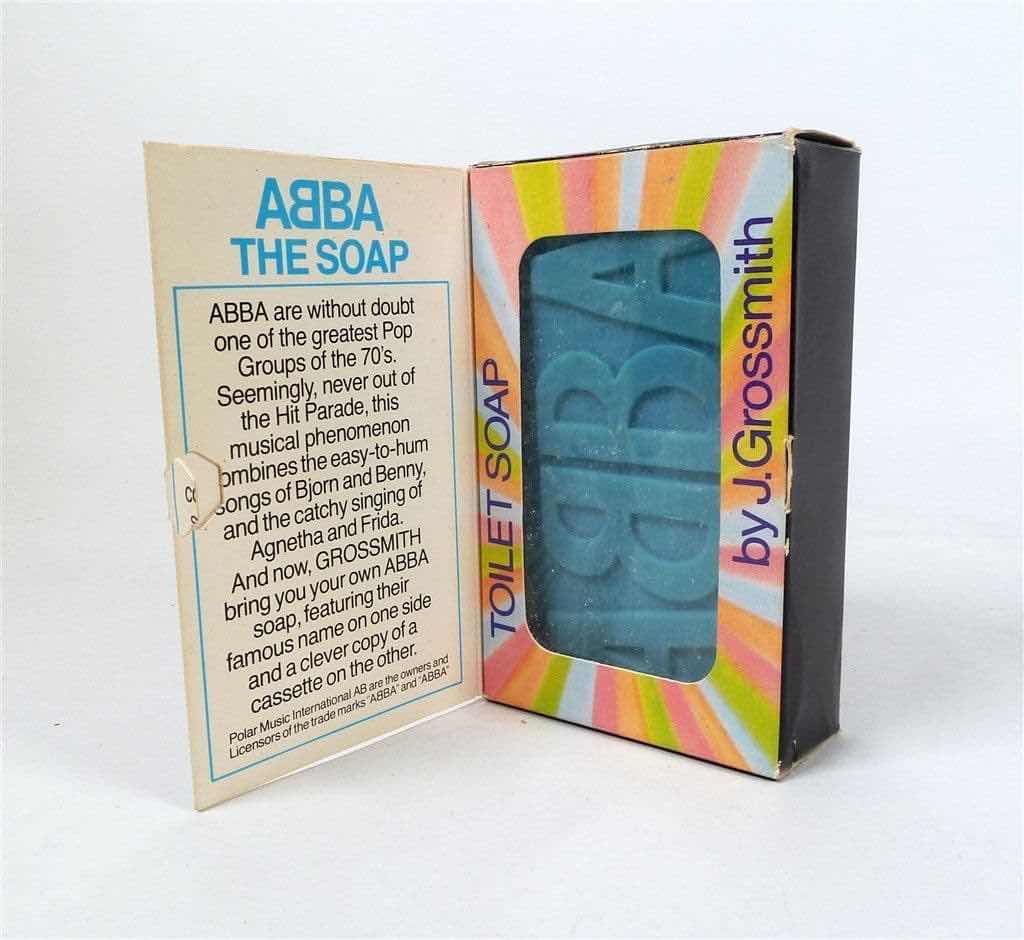 ABBA
THE SOAP
ABBA are without doubt
one of the greatest Pop
Groups of the 70's.
Seemingly, never out of
the Hit Parade, this
musical phenomenon
combines the easy-to-hum
songs of Bjorn and Benny,
and the catchy singing of
Agnetha and Frida.
And now, GROSSMITH
bring you your own ABBA
soap, featuring their
famous name on one side
and a clever copy of a
cassette on the other.
Polar Music International AB are the owners and
Licensors of the trade marks "ABBA" and "ABBA"
TOILET SOAP
ABBA
by J. Grossmith